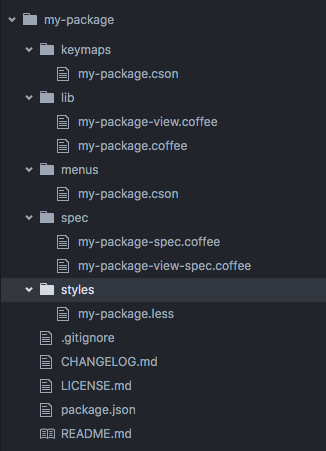 my-package
keymaps
my-package.cson
lib
my-package-view.coffee
my-package.coffee
menus
my-package.cson
spec
my-package-spec.coffee
my-package-view-spec.coffee
styles
my-package.less
.gitignore
CHANGELOG.md
LICENSE.md
package.json
README.md